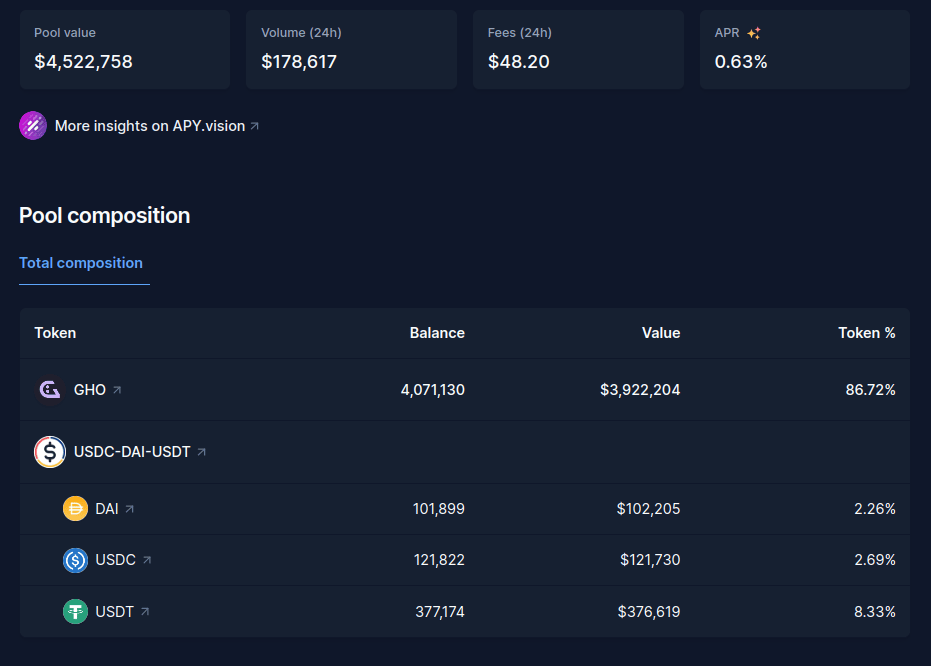 Pool value Volume (24h) Fees (24h) APR
$4,522,758 $178,617 $48.20 0.63%
More insights on APY.vision
Pool composition
Total composition
Token Balance Value Token %
GHO 4,071,130 $3,922,204 86.72%
USDC-DAI-USDT
DAI 101,899 $102,205 2.26%
USDC 121,822 $121,730 2.69%
USDT 377,174 $376,619 8.33%